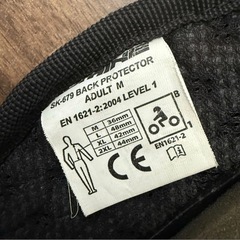 SK-679 BACK PROTECTOR
ADULT M
EN 1621-2:2004 LEVEL 1
M 36mm
L 40mm
XL 42mm
2XL 44mm
CE
B
1
EN1621-2